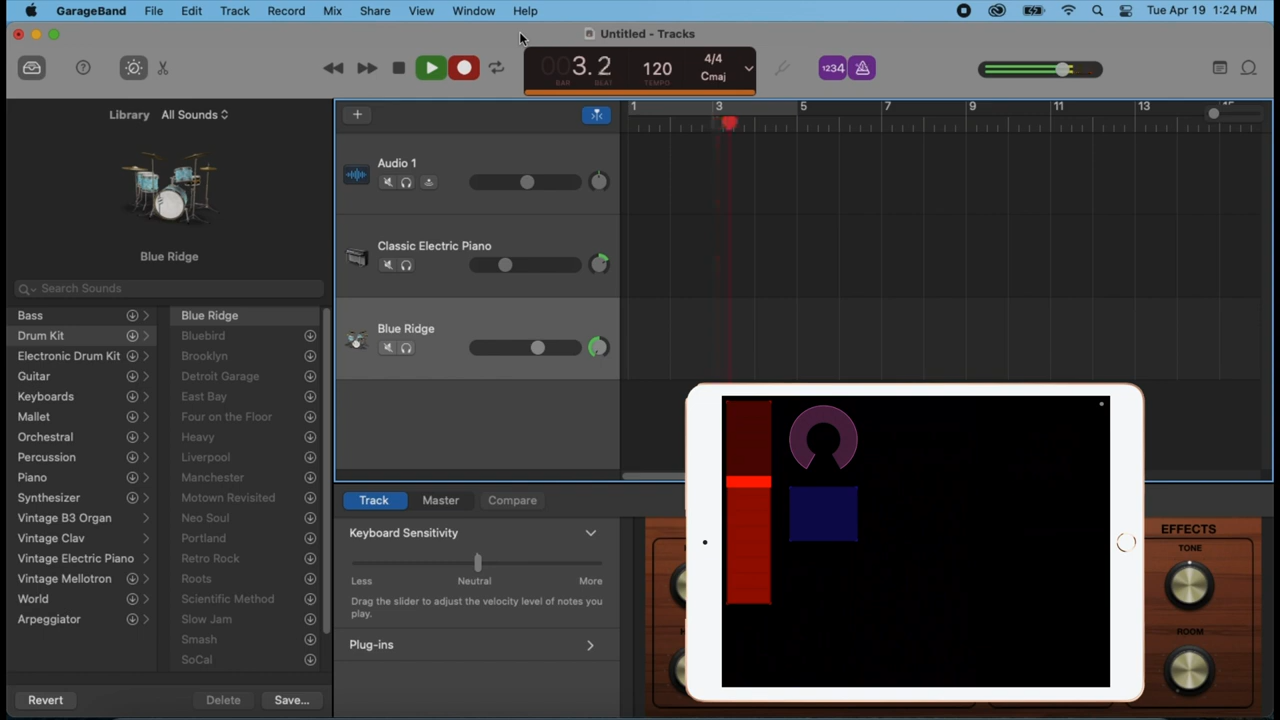 GarageBand File Edit Track Record Mix Share View Window Help Tue Apr 19 1:24 PM
Untitled - Tracks
003.2 120 4/4 Cmaj 1234
BAR BEAT TEMPO
Library All Sounds
1 3 5 7 9 11 13 15
Audio 1
Classic Electric Piano
Blue Ridge
Blue Ridge
Search Sounds
Bass Blue Ridge
Drum Kit Bluebird
Electronic Drum Kit Brooklyn
Guitar Detroit Garage
Keyboards East Bay
Mallet Four on the Floor
Orchestral Heavy
Percussion Liverpool
Piano Manchester
Synthesizer Motown Revisited
Vintage B3 Organ Neo Soul
Vintage Clav Portland
Vintage Electric Piano Retro Rock
Vintage Mellotron Roots
World Scientific Method
Arpeggiator Slow Jam
Smash
SoCal
Revert Delete Save...
Track Master Compare
Keyboard Sensitivity
Less Neutral More
Drag the slider to adjust the velocity level of notes you
play.
Plug-ins
EFFECTS
TONE
ROOM